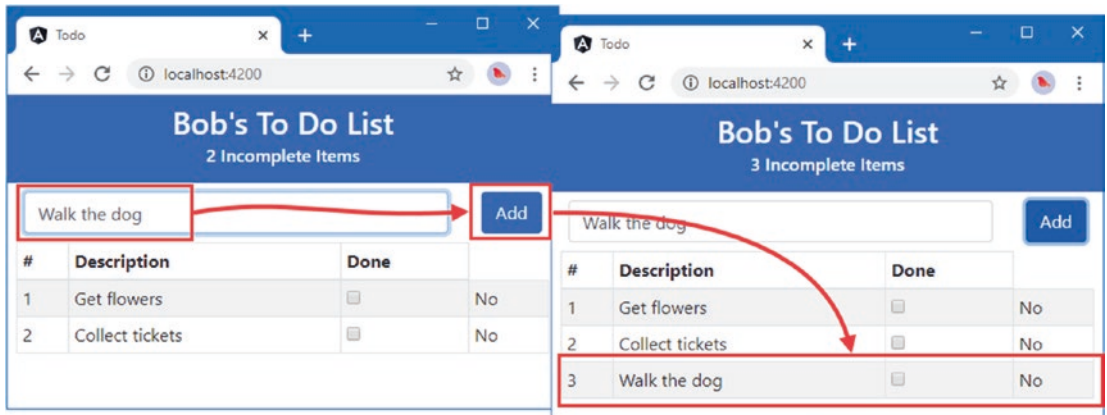 Todo
localhost:4200
Bob's To Do List
2 Incomplete Items
Walk the dog
Add
# Description Done
1 Get flowers No
2 Collect tickets No
Todo
localhost:4200
Bob's To Do List
3 Incomplete Items
Walk the dog
Add
# Description Done
1 Get flowers No
2 Collect tickets No
3 Walk the dog No